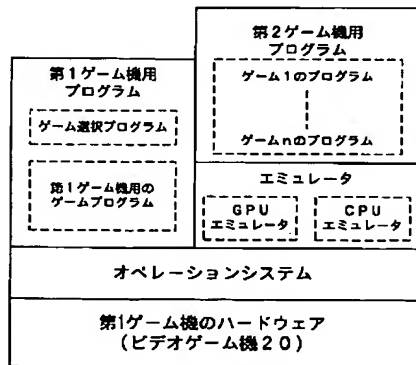 第1ゲーム機用
プログラム
ゲーム選択プログラム
第1ゲーム機用の
ゲームプログラム
第2ゲーム機用
プログラム
ゲーム1のプログラム
ゲームnのプログラム
エミュレータ
GPU
エミュレータ
CPU
エミュレータ
オペレーションシステム
第1ゲーム機のハードウェア
(ビデオゲーム機20)